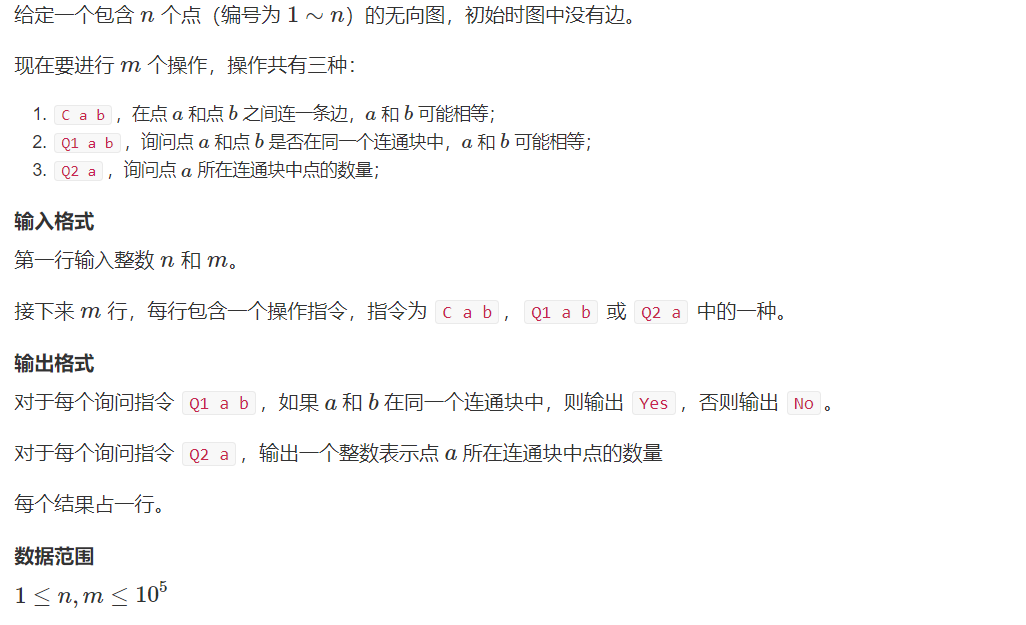 给定一个包含 n 个点（编号为 1 ∼ n）的无向图，初始时图中没有边。
现在要进行 m 个操作，操作共有三种：
1. C a b ，在点 a 和点 b 之间连一条边，a 和 b 可能相等；
2. Q1 a b ，询问点 a 和点 b 是否在同一个连通块中，a 和 b 可能相等；
3. Q2 a ，询问点 a 所在连通块中点的数量；
输入格式
第一行输入整数 n 和 m。
接下来 m 行，每行包含一个操作指令，指令为 C a b ， Q1 a b 或 Q2 a 中的一种。
输出格式
对于每个询问指令 Q1 a b ，如果 a 和 b 在同一个连通块中，则输出 Yes ，否则输出 No 。
对于每个询问指令 Q2 a ，输出一个整数表示点 a 所在连通块中点的数量
每个结果占一行。
数据范围
1 ≤ n, m ≤ 10⁵